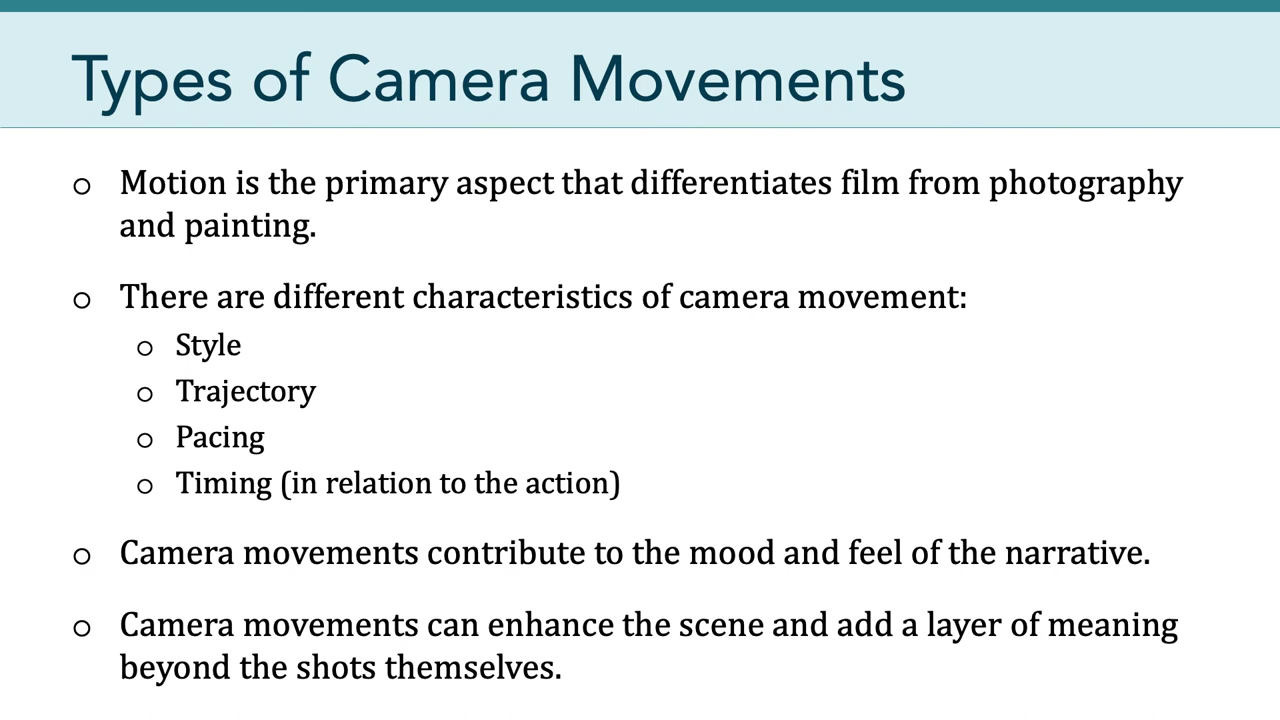 Types of Camera Movements
Motion is the primary aspect that differentiates film from photography
and painting.
There are different characteristics of camera movement:
Style
Trajectory
Pacing
Timing (in relation to the action)
Camera movements contribute to the mood and feel of the narrative.
Camera movements can enhance the scene and add a layer of meaning
beyond the shots themselves.